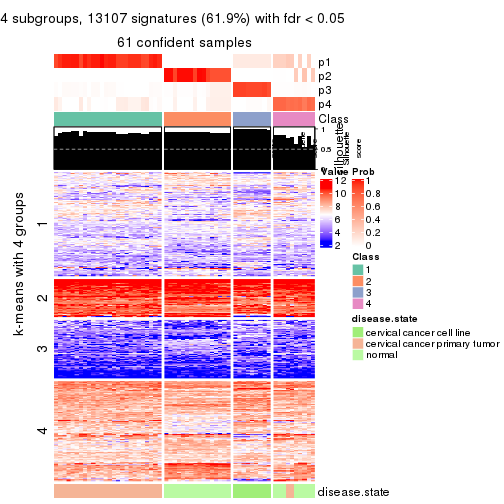 4 subgroups, 13107 signatures (61.9%) with fdr < 0.05
61 confident samples
p1
p2
p3
p4
Class
1
0.5
Silhouette
score
Silhouette
k-means with 4 groups
1
2
3
4
Value
12
10
8
6
4
2
Prob
1
0.8
0.6
0.4
0.2
0
Class
1
2
3
4
disease.state
cervical cancer cell line
cervical cancer primary tumor
normal
disease.state